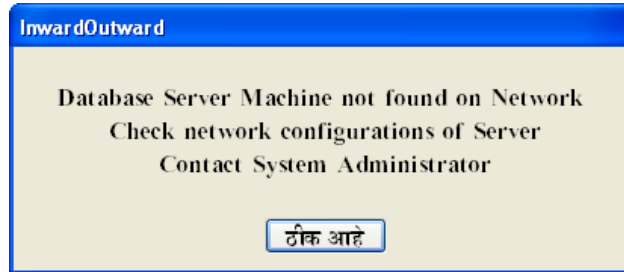 InwardOutward
Database Server Machine not found on Network
Check network configurations of Server
Contact System Administrator
ठीक आहे